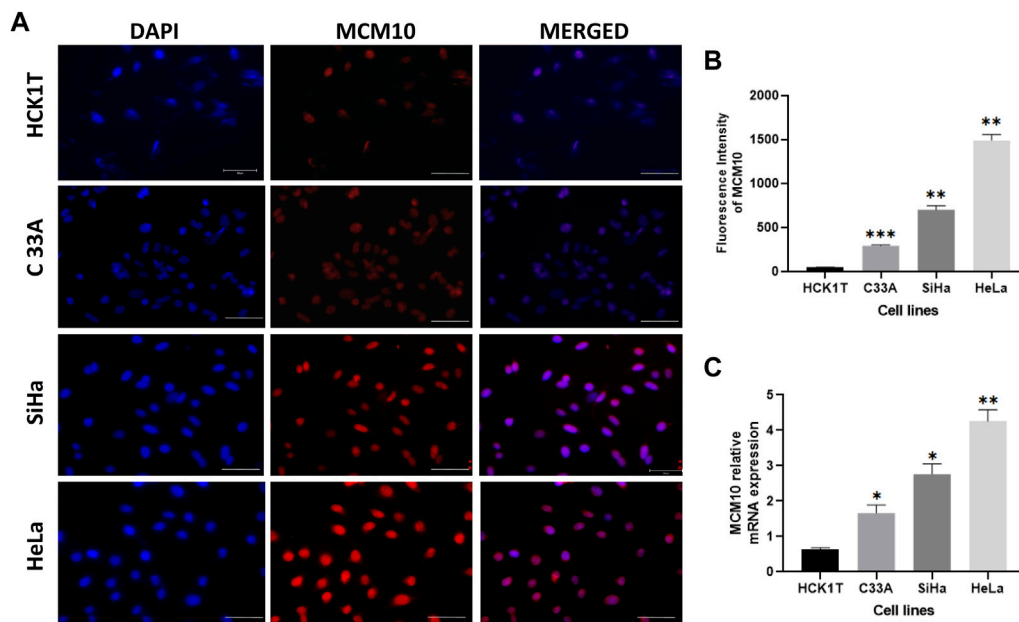 A
DAPI MCM10 MERGED
HCK1T
C 33A
SiHa
HeLa
B
Fluorescence Intensity
of MCM10
2000
1500
1000
500
0
***
**
**
HCK1T C33A SiHa HeLa
Cell lines
C
MCM10 relative
mRNA expression
5
4
3
2
1
0
*
*
**
HCK1T C33A SiHa HeLa
Cell lines